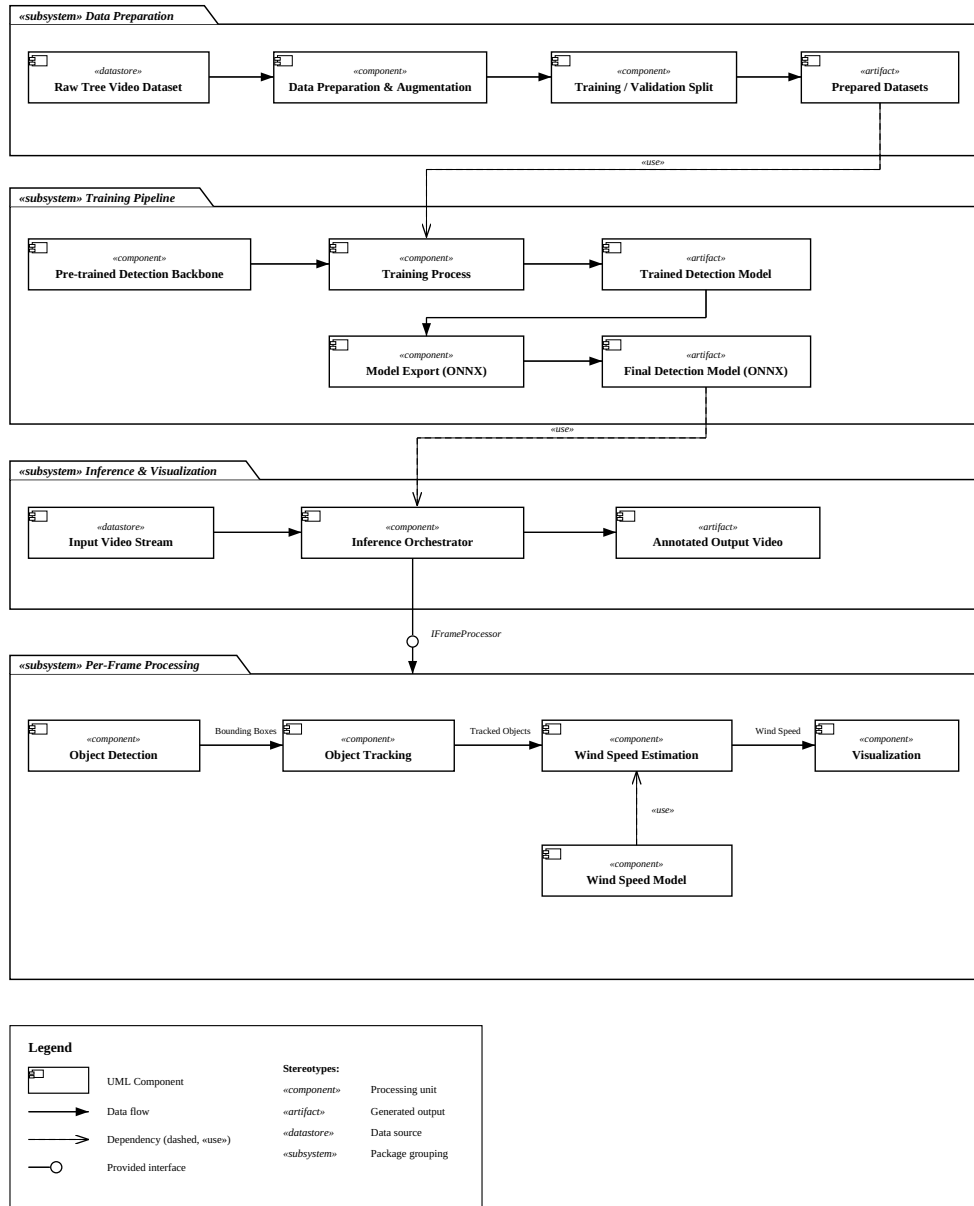 «subsystem» Data Preparation
«datastore»
Raw Tree Video Dataset
«component»
Data Preparation & Augmentation
«component»
Training / Validation Split
«artifact»
Prepared Datasets
«use»
«subsystem» Training Pipeline
«component»
Pre-trained Detection Backbone
«component»
Training Process
«artifact»
Trained Detection Model
«component»
Model Export (ONNX)
«artifact»
Final Detection Model (ONNX)
«use»
«subsystem» Inference & Visualization
«datastore»
Input Video Stream
«component»
Inference Orchestrator
«artifact»
Annotated Output Video
IFrameProcessor
«subsystem» Per-Frame Processing
«component»
Object Detection
Bounding Boxes
«component»
Object Tracking
Tracked Objects
«component»
Wind Speed Estimation
Wind Speed
«component»
Visualization
«use»
«component»
Wind Speed Model
Legend
UML Component
Data flow
Dependency (dashed, «use»)
Provided interface
Stereotypes:
«component» Processing unit
«artifact» Generated output
«datastore» Data source
«subsystem» Package grouping